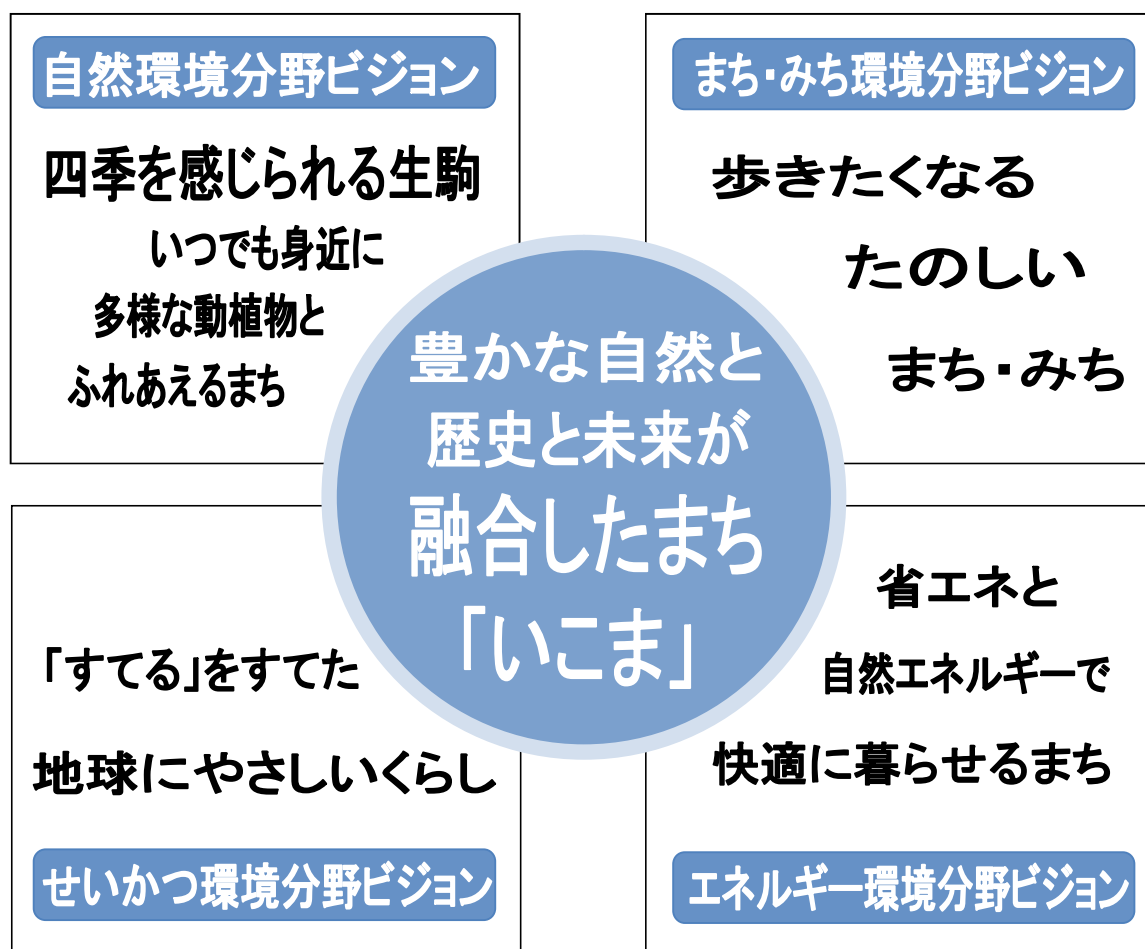 自然環境分野ビジョン
四季を感じられる生駒
いつでも身近に
多様な動植物と
ふれあえるまち
まち・みち環境分野ビジョン
歩きたくなる
たのしい
まち・みち
豊かな自然と
歴史と未来が
融合したまち
「いこま」
「すてる」をすてた
地球にやさしいくらし
せいかつ環境分野ビジョン
省エネと
自然エネルギーで
快適に暮らせるまち
エネルギー環境分野ビジョン